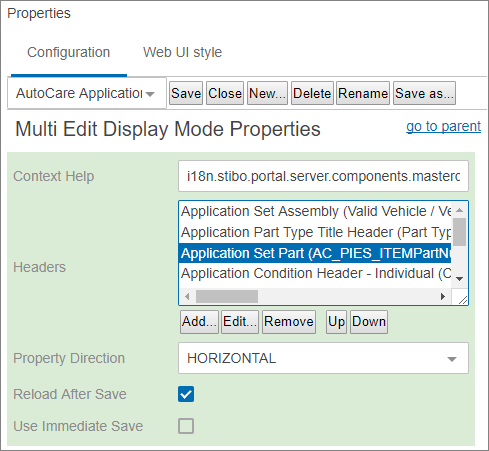 Properties
Configuration Web UI style
AutoCare Application Save Close New... Delete Rename Save as...
Multi Edit Display Mode Properties go to parent
Context Help i18n.stibo.portal.server.components.masterc
Application Set Assembly (Valid Vehicle / Ve
Application Part Type Title Header (Part Typ
Headers Application Set Part (AC_PIES_ITEMPartNu
Application Condition Header - Individual (C
Add... Edit... Remove Up Down
Property Direction HORIZONTAL
Reload After Save
Use Immediate Save